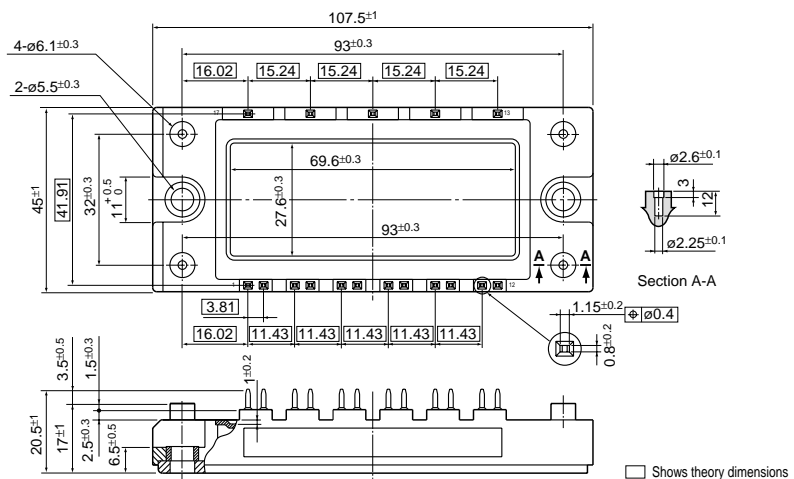 107.5±1
4-ø6.1±0.3
93±0.3
16.02 15.24 15.24 15.24 15.24
2-ø5.5±0.3
17 13
69.6±0.3
27.6±0.3
45±1
41.91
32±0.3
11 +0.5 0
93±0.3
A A
1 12
3.81
16.02 11.43 11.43 11.43 11.43 11.43
ø2.6±0.1
3
12
ø2.25±0.1
Section A-A
1.15±0.2
⌖ ø0.4
0.8±0.2
3.5±0.5
1.5±0.3
1±0.2
20.5±1
17±1
2.5±0.3
6.5±0.5
Shows theory dimensions